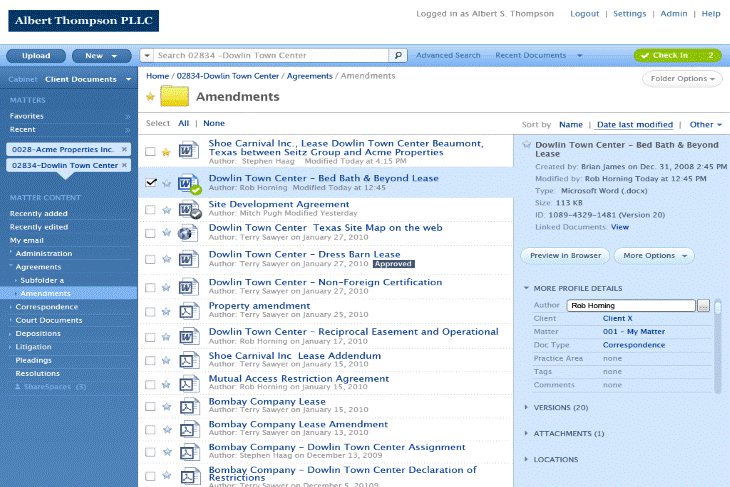 Albert Thompson PLLC
Logged in as Albert S. Thompson Logout | Settings | Admin | Help
Upload New Search 02834 -Dowlin Town Center Advanced Search Recent Documents Check In 2
Cabinet Client Documents
Home / 02834-Dowlin Town Center / Agreements / Amendments
Folder Options
Amendments
MATTERS
Favorites »
Recent »
0028-Acme Properties Inc. ×
02834-Dowlin Town Center ×
MATTER CONTENT
Recently added
Recently edited
My email
Administration
Agreements
Subfolder a
Amendments
Correspondence
Court Documents
Depositions
Litigation
Pleadings
Resolutions
ShareSpaces (3)
Select All | None
Sort by Name | Date last modified | Other
Shoe Carnival Inc., Lease Dowlin Town Center Beaumont,
Texas between Seitz Group and Acme Properties
Author: Stephen Haag Modified Today at 4:15 PM
Dowlin Town Center - Bed Bath & Beyond Lease
Author: Rob Horning Modified Today at 12:45
Site Development Agreement
Author: Mitch Pugh Modified Yesterday
Dowlin Town Center Texas Site Map on the web
Author: Terry Sawyer on January 27, 2010
Dowlin Town Center - Dress Barn Lease
Author: Terry Sawyer on January 27, 2010 Approved
Dowlin Town Center - Non-Foreign Certification
Author: Terry Sawyer on January 27, 2010
Property amendment
Author: Terry Sawyer on January 25, 2010
Dowlin Town Center - Reciprocal Easement and Operational
Author: Rob Horning on January 17, 2010
Shoe Carnival Inc Lease Addendum
Author: Terry Sawyer on January 15, 2010
Mutual Access Restriction Agreement
Author: Rob Horning on January 15, 2010
Bombay Company Lease
Author: Terry Sawyer on January 15, 2010
Bombay Company Lease Amendment
Author: Terry Sawyer on January 13, 2010
Bombay Company - Dowlin Town Center Assignment
Author: Stephen Haag on December 13, 2009
Bombay Company - Dowlin Town Center Declaration of
Restrictions
Author: Terry Sawyer on December 5, 20109
Dowlin Town Center - Bed Bath & Beyond
Lease
Created by: Brian James on Dec. 31, 2008 2:45 PM
Modified by: Rob Horning Today at 12:45 PM
Type: Microsoft Word (.docx)
Size: 113 KB
ID: 1089-4329-1481 (Version 20)
Linked Documents: View
Preview in Browser More Options
MORE PROFILE DETAILS
Author Rob Horning ...
Client Client X
Matter 001 - My Matter
Doc Type Correspondence
Practice Area none
Tags none
Comments none
VERSIONS (20)
ATTACHMENTS (1)
LOCATIONS